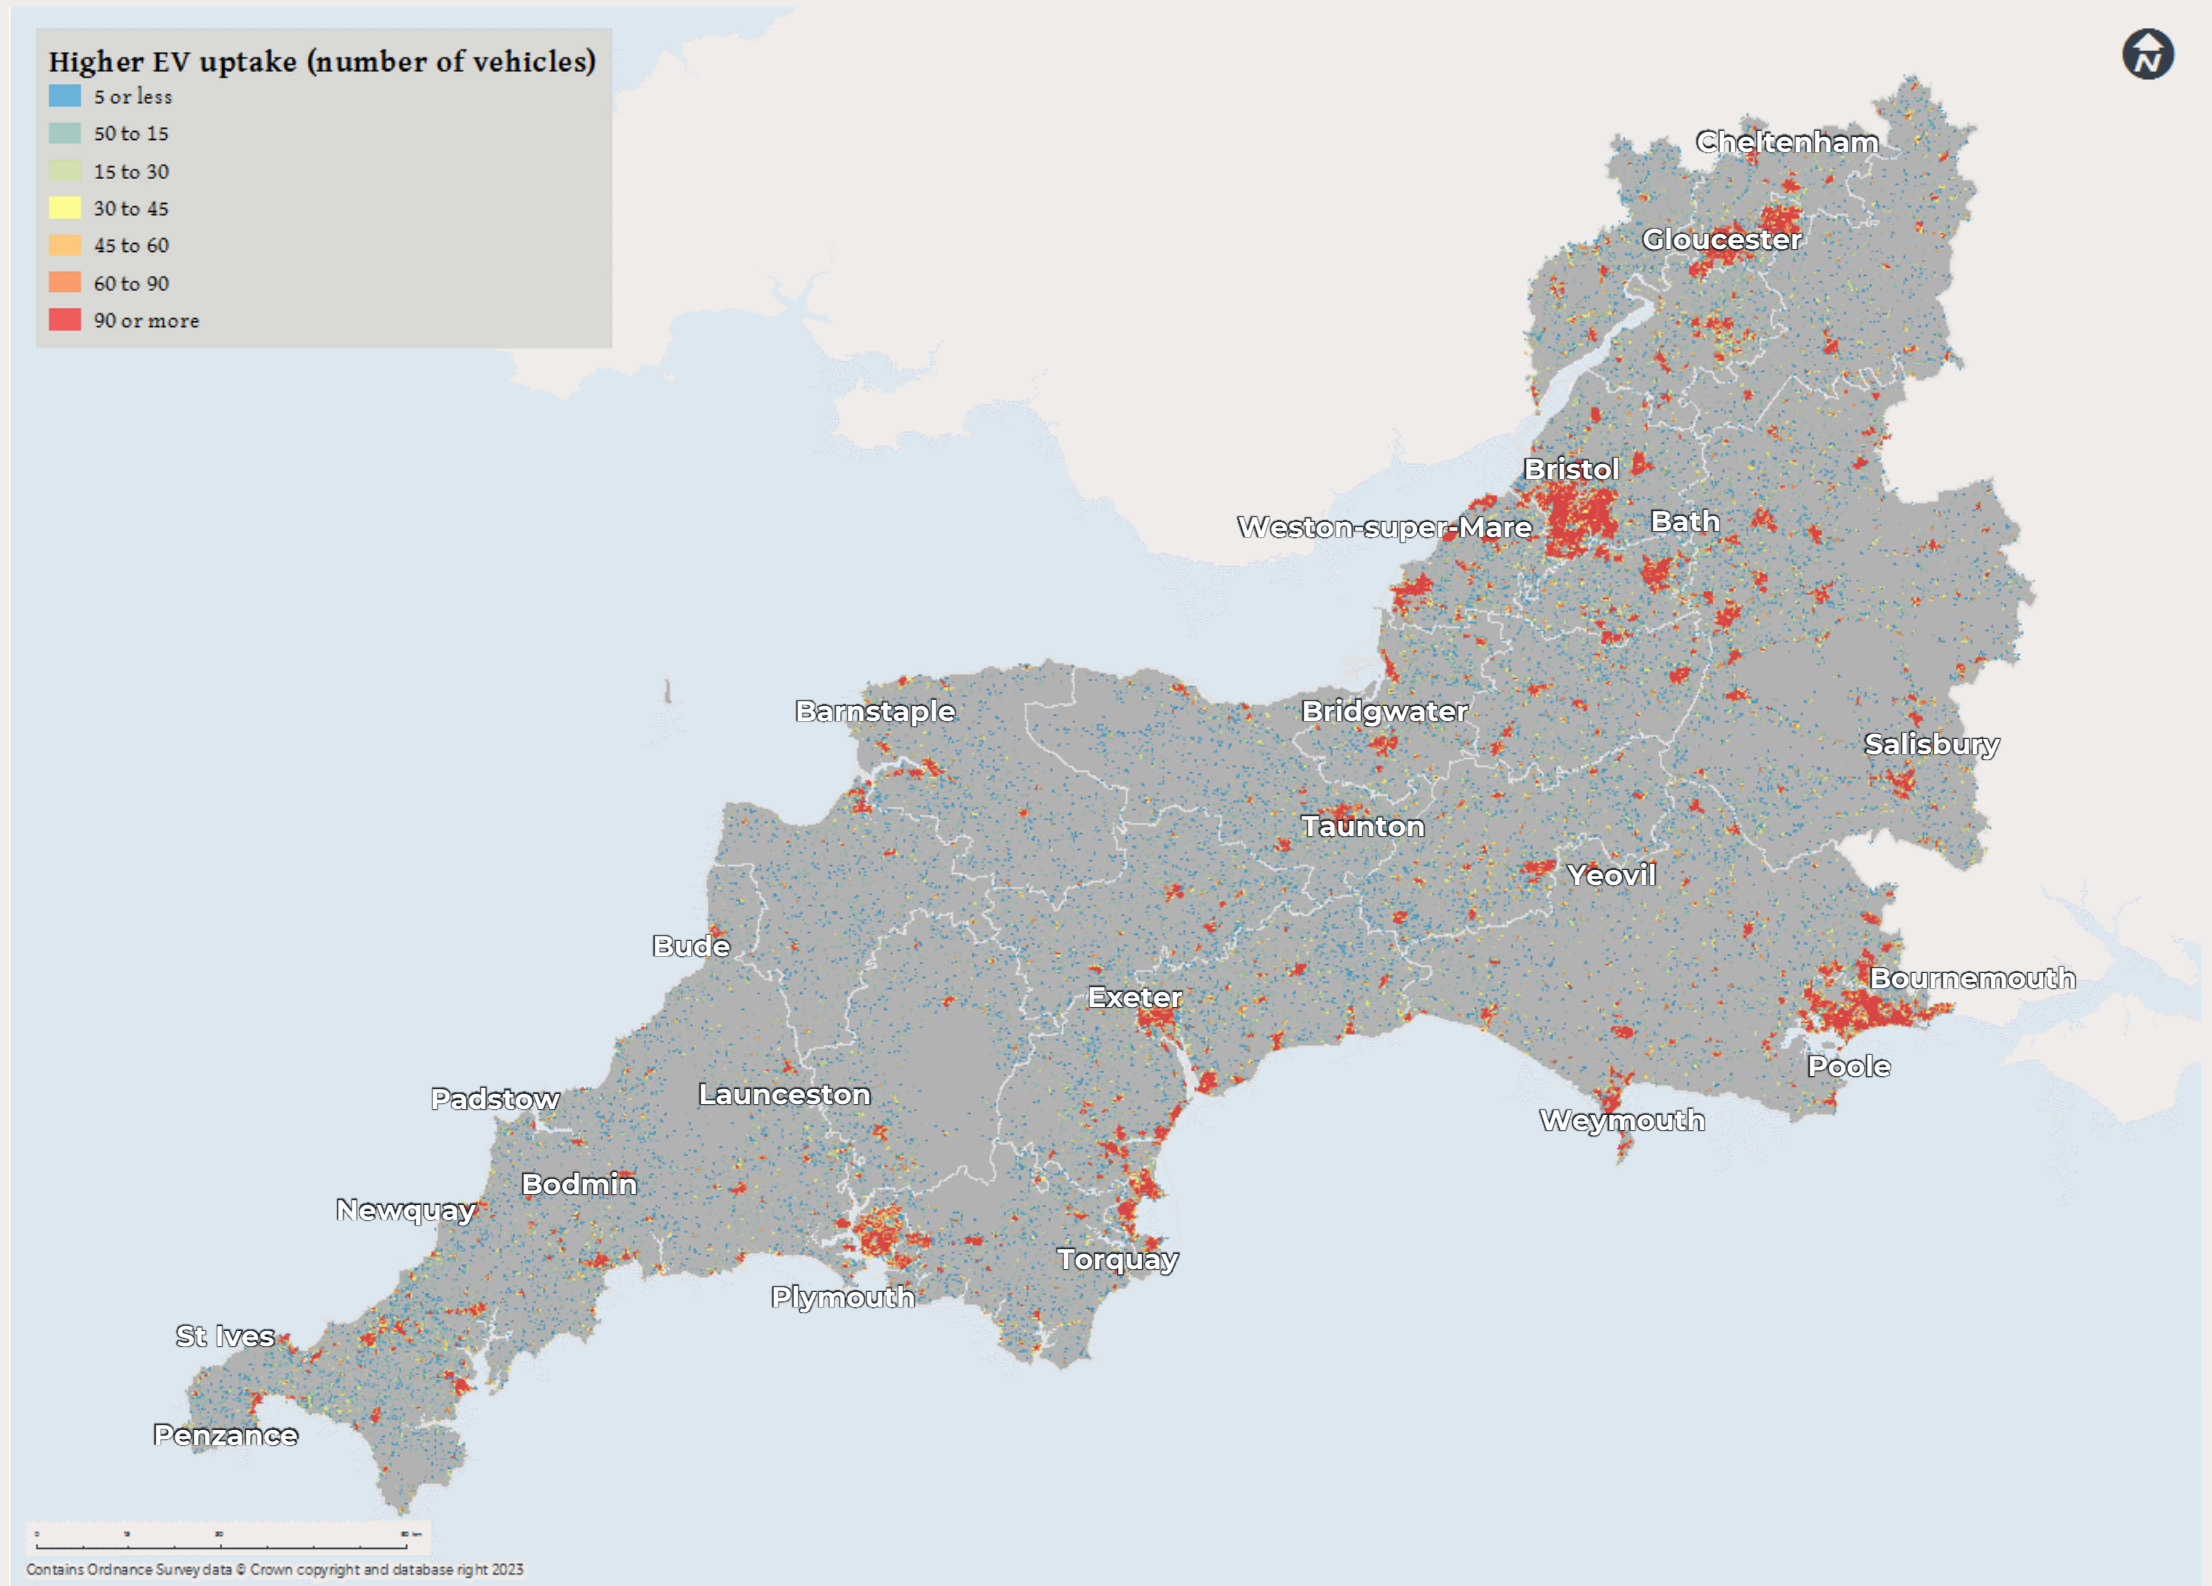 Higher EV uptake (number of vehicles)
5 or less
50 to 15
15 to 30
30 to 45
45 to 60
60 to 90
90 or more
N
Cheltenham
Gloucester
Bristol
Weston-super-Mare
Bath
Barnstaple
Bridgwater
Salisbury
Taunton
Yeovil
Bude
Bournemouth
Exeter
Poole
Padstow
Launceston
Weymouth
Bodmin
Newquay
Torquay
Plymouth
St Ives
Penzance
0
Contains Ordnance Survey data © Crown copyright and database right 2023